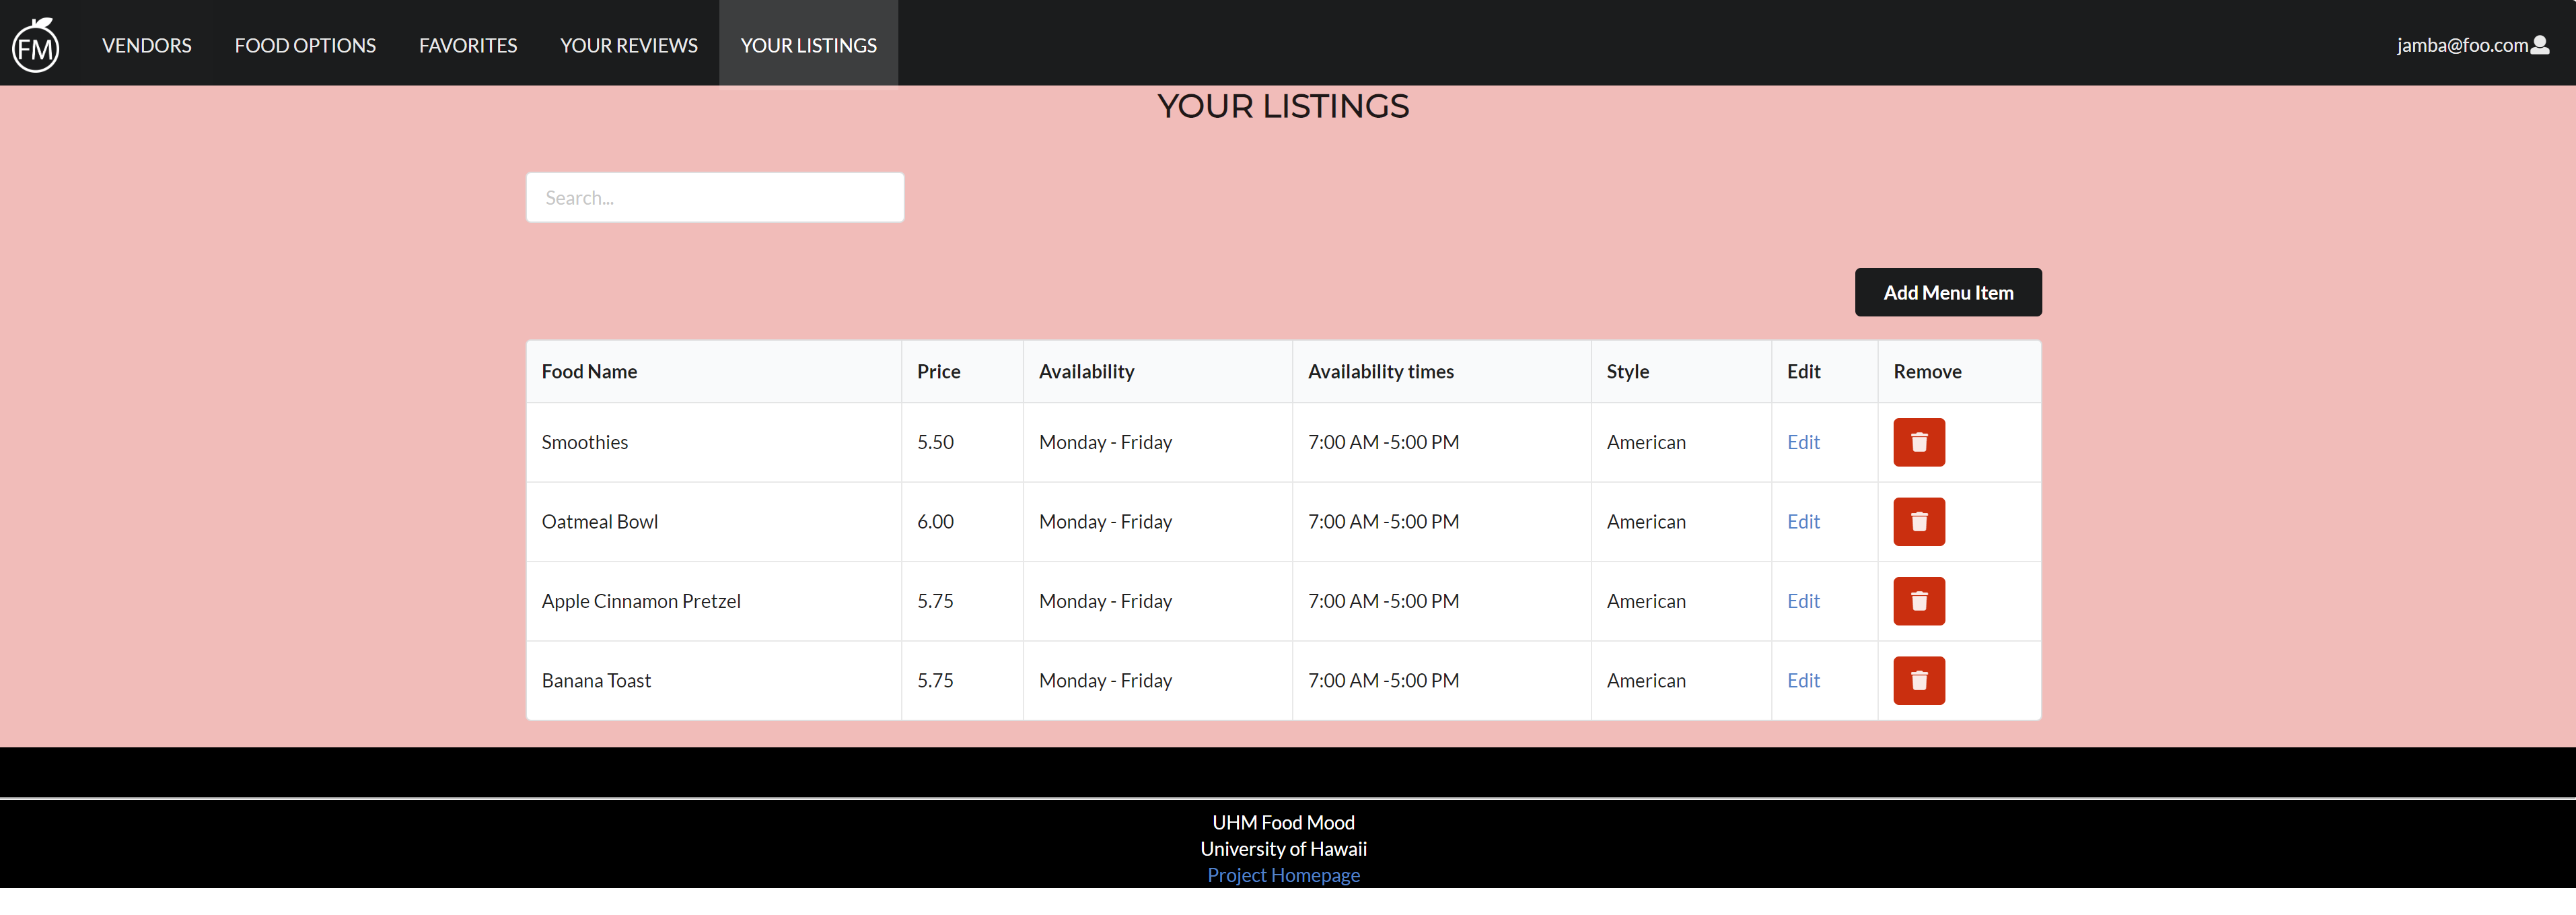 FM VENDORS FOOD OPTIONS FAVORITES YOUR REVIEWS YOUR LISTINGS jamba@foo.com
YOUR LISTINGS
Search...
Add Menu Item
Food Name Price Availability Availability times Style Edit Remove
Smoothies 5.50 Monday - Friday 7:00 AM -5:00 PM American Edit
Oatmeal Bowl 6.00 Monday - Friday 7:00 AM -5:00 PM American Edit
Apple Cinnamon Pretzel 5.75 Monday - Friday 7:00 AM -5:00 PM American Edit
Banana Toast 5.75 Monday - Friday 7:00 AM -5:00 PM American Edit
UHM Food Mood
University of Hawaii
Project Homepage